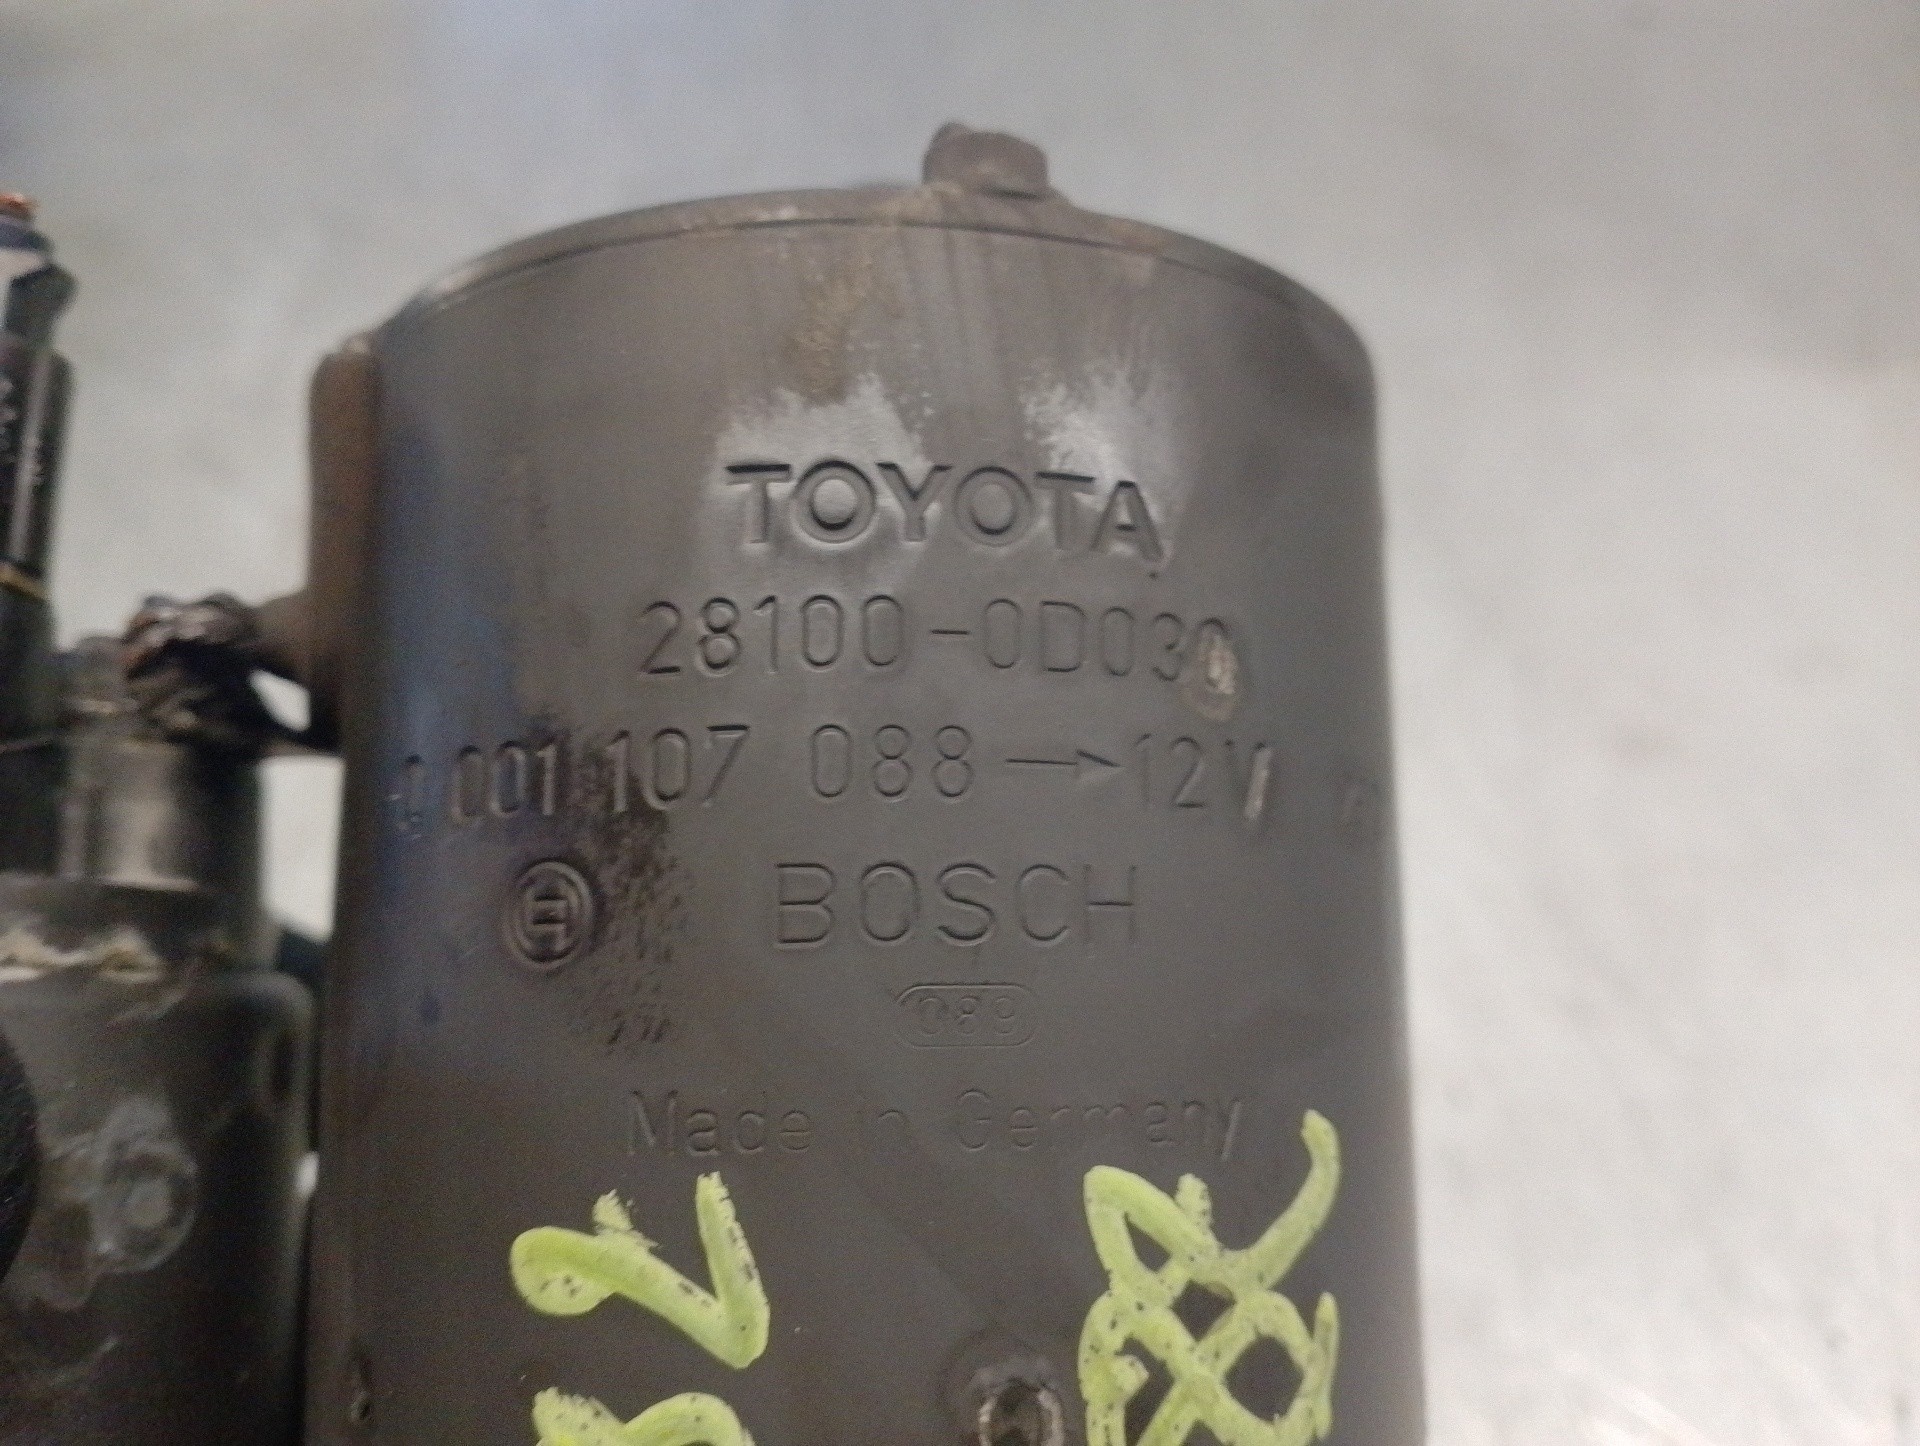 TOYOTA
28100-0D030
0 001 107 088 → 12V
BOSCH
089
Made in Germany